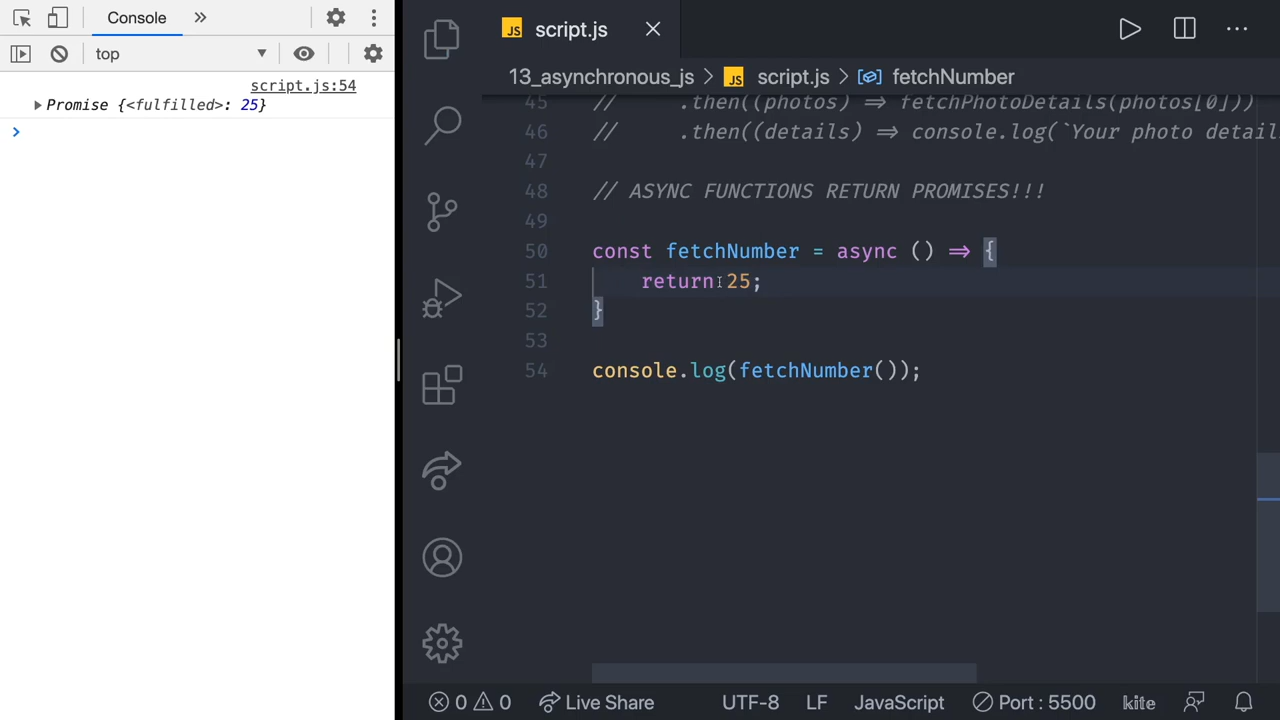 Console
top
script.js:54
Promise {<fulfilled>: 25}
JS script.js
13_asynchronous_js > JS script.js > fetchNumber
45 //      .then((photos) => fetchPhotoDetails(photos[0]))
46 //      .then((details) => console.log(`Your photo detail
47
48 // ASYNC FUNCTIONS RETURN PROMISES!!!
49
50 const fetchNumber = async () => {
51     return 25;
52 }
53
54 console.log(fetchNumber());
0 0 Live Share UTF-8 LF JavaScript Port : 5500 kite